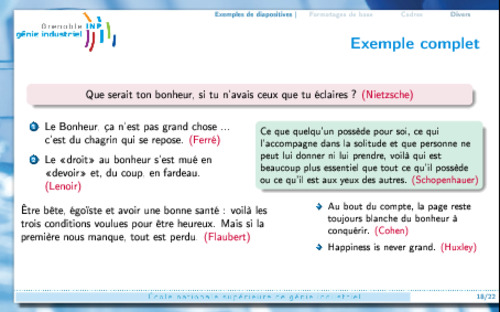 Exemples de diapositives | Formatages de base Cadres Divers
Grenoble INP
génie industriel
Exemple complet
Que serait ton bonheur, si tu n'avais ceux que tu éclaires ? (Nietzsche)
1 Le Bonheur, ça n'est pas grand chose ...
c'est du chagrin qui se repose. (Ferré)
2 Le «droit» au bonheur s'est mué en
«devoir» et, du coup, en fardeau.
(Lenoir)
Être bête, égoïste et avoir une bonne santé : voilà les
trois conditions voulues pour être heureux. Mais si la
première nous manque, tout est perdu. (Flaubert)
Ce que quelqu'un possède pour soi, ce qui
l'accompagne dans la solitude et que personne ne
peut lui donner ni lui prendre, voilà qui est
beaucoup plus essentiel que tout ce qu'il possède
ou ce qu'il est aux yeux des autres. (Schopenhauer)
Au bout du compte, la page reste
toujours blanche du bonheur à
conquérir. (Cohen)
Happiness is never grand. (Huxley)
École nationale supérieure de génie industriel
18/22